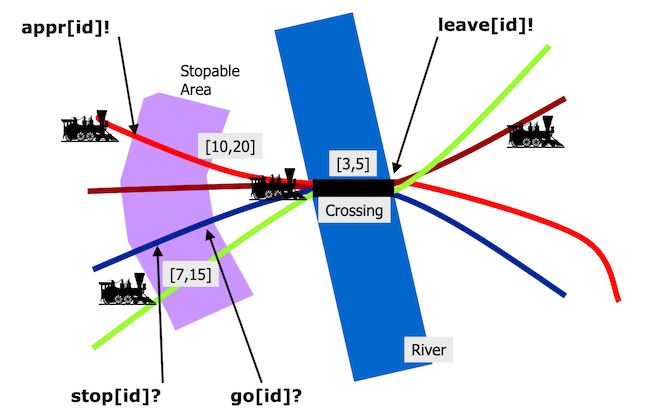 appr[id]!
leave[id]!
Stopable
Area
[10,20]
[3,5]
Crossing
[7,15]
River
stop[id]?
go[id]?